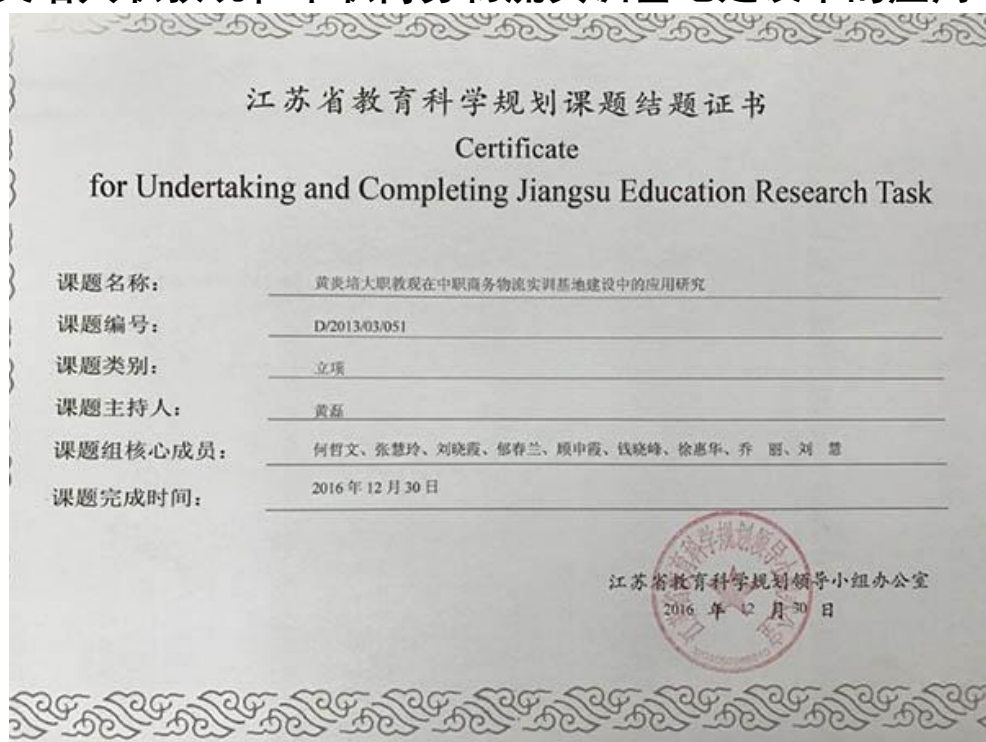 江苏省教育科学规划课题结题证书
Certificate
for Undertaking and Completing Jiangsu Education Research Task
课题名称： 黄炎培大职教观在中职商务物流实训基地建设中的应用研究
课题编号： D/2013/03/051
课题类别： 立项
课题主持人： 黄磊
课题组核心成员： 何哲文、张慧玲、刘晓霞、郁春兰、顾申霞、钱晓峰、徐惠华、乔 丽、刘 慧
课题完成时间： 2016年12月30日
江苏省教育科学规划领导小组办公室
2016 年 12 月 30 日